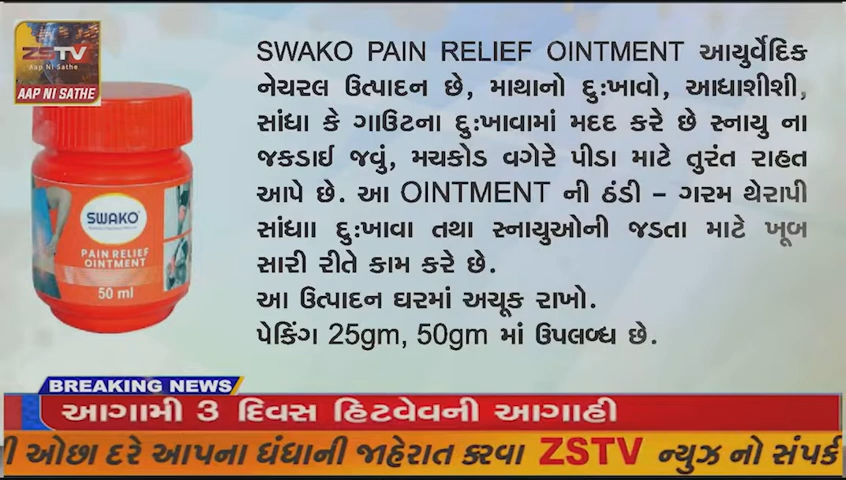 ZSTV
Aap Ni Sathe
AAP NI SATHE
SWAKO PAIN RELIEF OINTMENT આયુર્વેદિક
નેચરલ ઉત્પાદન છે, માથાનો દુઃખાવો, આધાશીશી,
સાંધા કે ગાઉટના દુઃખાવામાં મદદ કરે છે સ્નાયુ ના
જકડાઈ જવું, મચકોડ વગેરે પીડા માટે તુરંત રાહત
આપે છે. આ OINTMENT ની ઠંડી – ગરમ થેરાપી
સાંધાા દુઃખાવા તથા સ્નાયુઓની જડતા માટે ખૂબ
સારી રીતે કામ કરે છે.
આ ઉત્પાદન ઘરમાં અચૂક રાખો.
પેકિંગ 25gm, 50gm માં ઉપલબ્ધ છે.
SWAKO
PAIN RELIEF
OINTMENT
50 ml
BREAKING NEWS
આગામી 3 દિવસ હિટવેવની આગાહી
ઓછા દરે આપના ધંધાની જાહેરાત કરવા ZSTV ન્યુઝ નો સંપર્ક